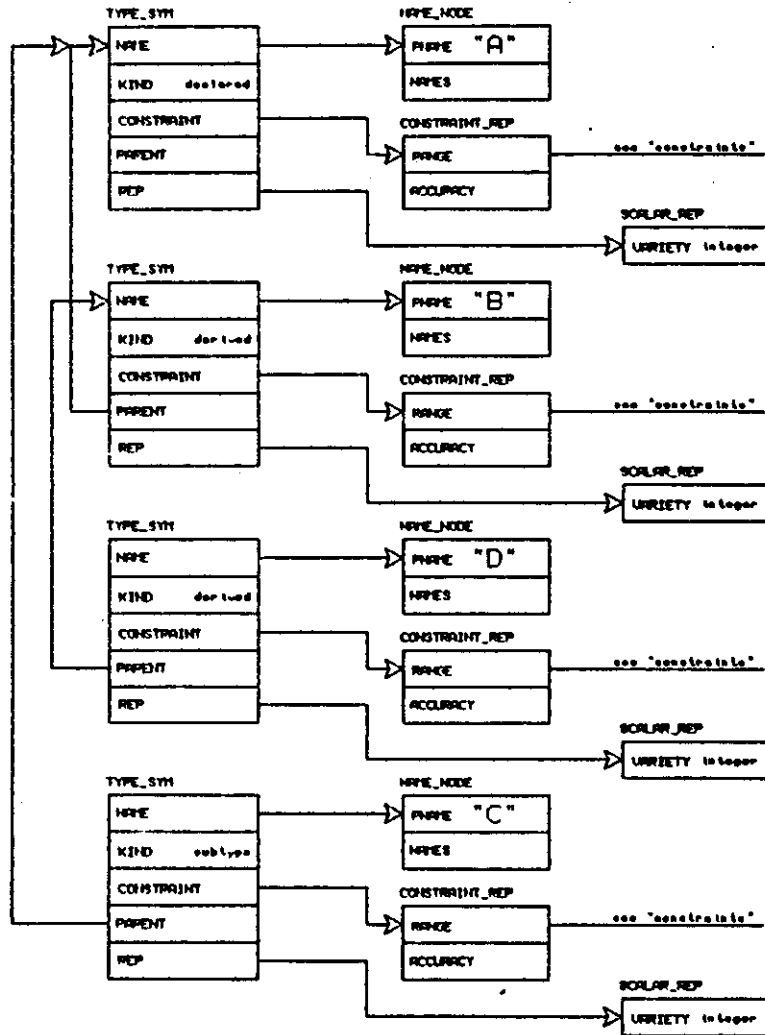 TYPE_SYM NAME_NODE
NAME PNAME "A"
KIND declared NAMES
CONSTRAINT CONSTRAINT_REP
PARENT RANGE see "constraints"
REP ACCURACY
SCALAR_REP
VARIETY integer
TYPE_SYM NAME_NODE
NAME PNAME "B"
KIND derived NAMES
CONSTRAINT CONSTRAINT_REP
PARENT RANGE see "constraints"
REP ACCURACY
SCALAR_REP
VARIETY integer
TYPE_SYM NAME_NODE
NAME PNAME "D"
KIND derived NAMES
CONSTRAINT CONSTRAINT_REP
PARENT RANGE see "constraints"
REP ACCURACY
SCALAR_REP
VARIETY integer
TYPE_SYM NAME_NODE
NAME PNAME "C"
KIND subtype NAMES
CONSTRAINT CONSTRAINT_REP
PARENT RANGE see "constraints"
REP ACCURACY
SCALAR_REP
VARIETY integer